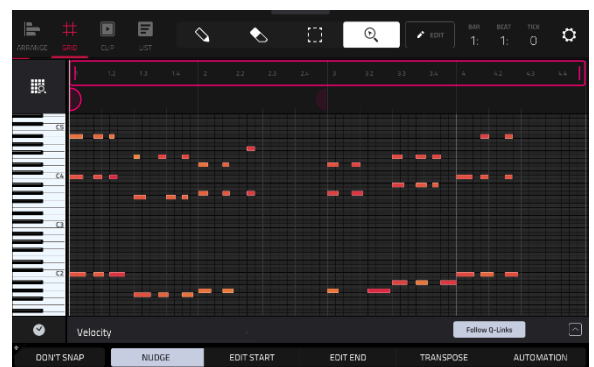 ARRANGE GRID CLIP LIST EDIT BAR BEAT TICK
1: 1: 0
1 1.2 1.3 1.4 2 2.2 2.3 2.4 3 3.2 3.3 3.4 4 4.2 4.3 4.4
C5
C4
C3
C2
Velocity Follow Q-Links
DON'T SNAP NUDGE EDIT START EDIT END TRANSPOSE AUTOMATION